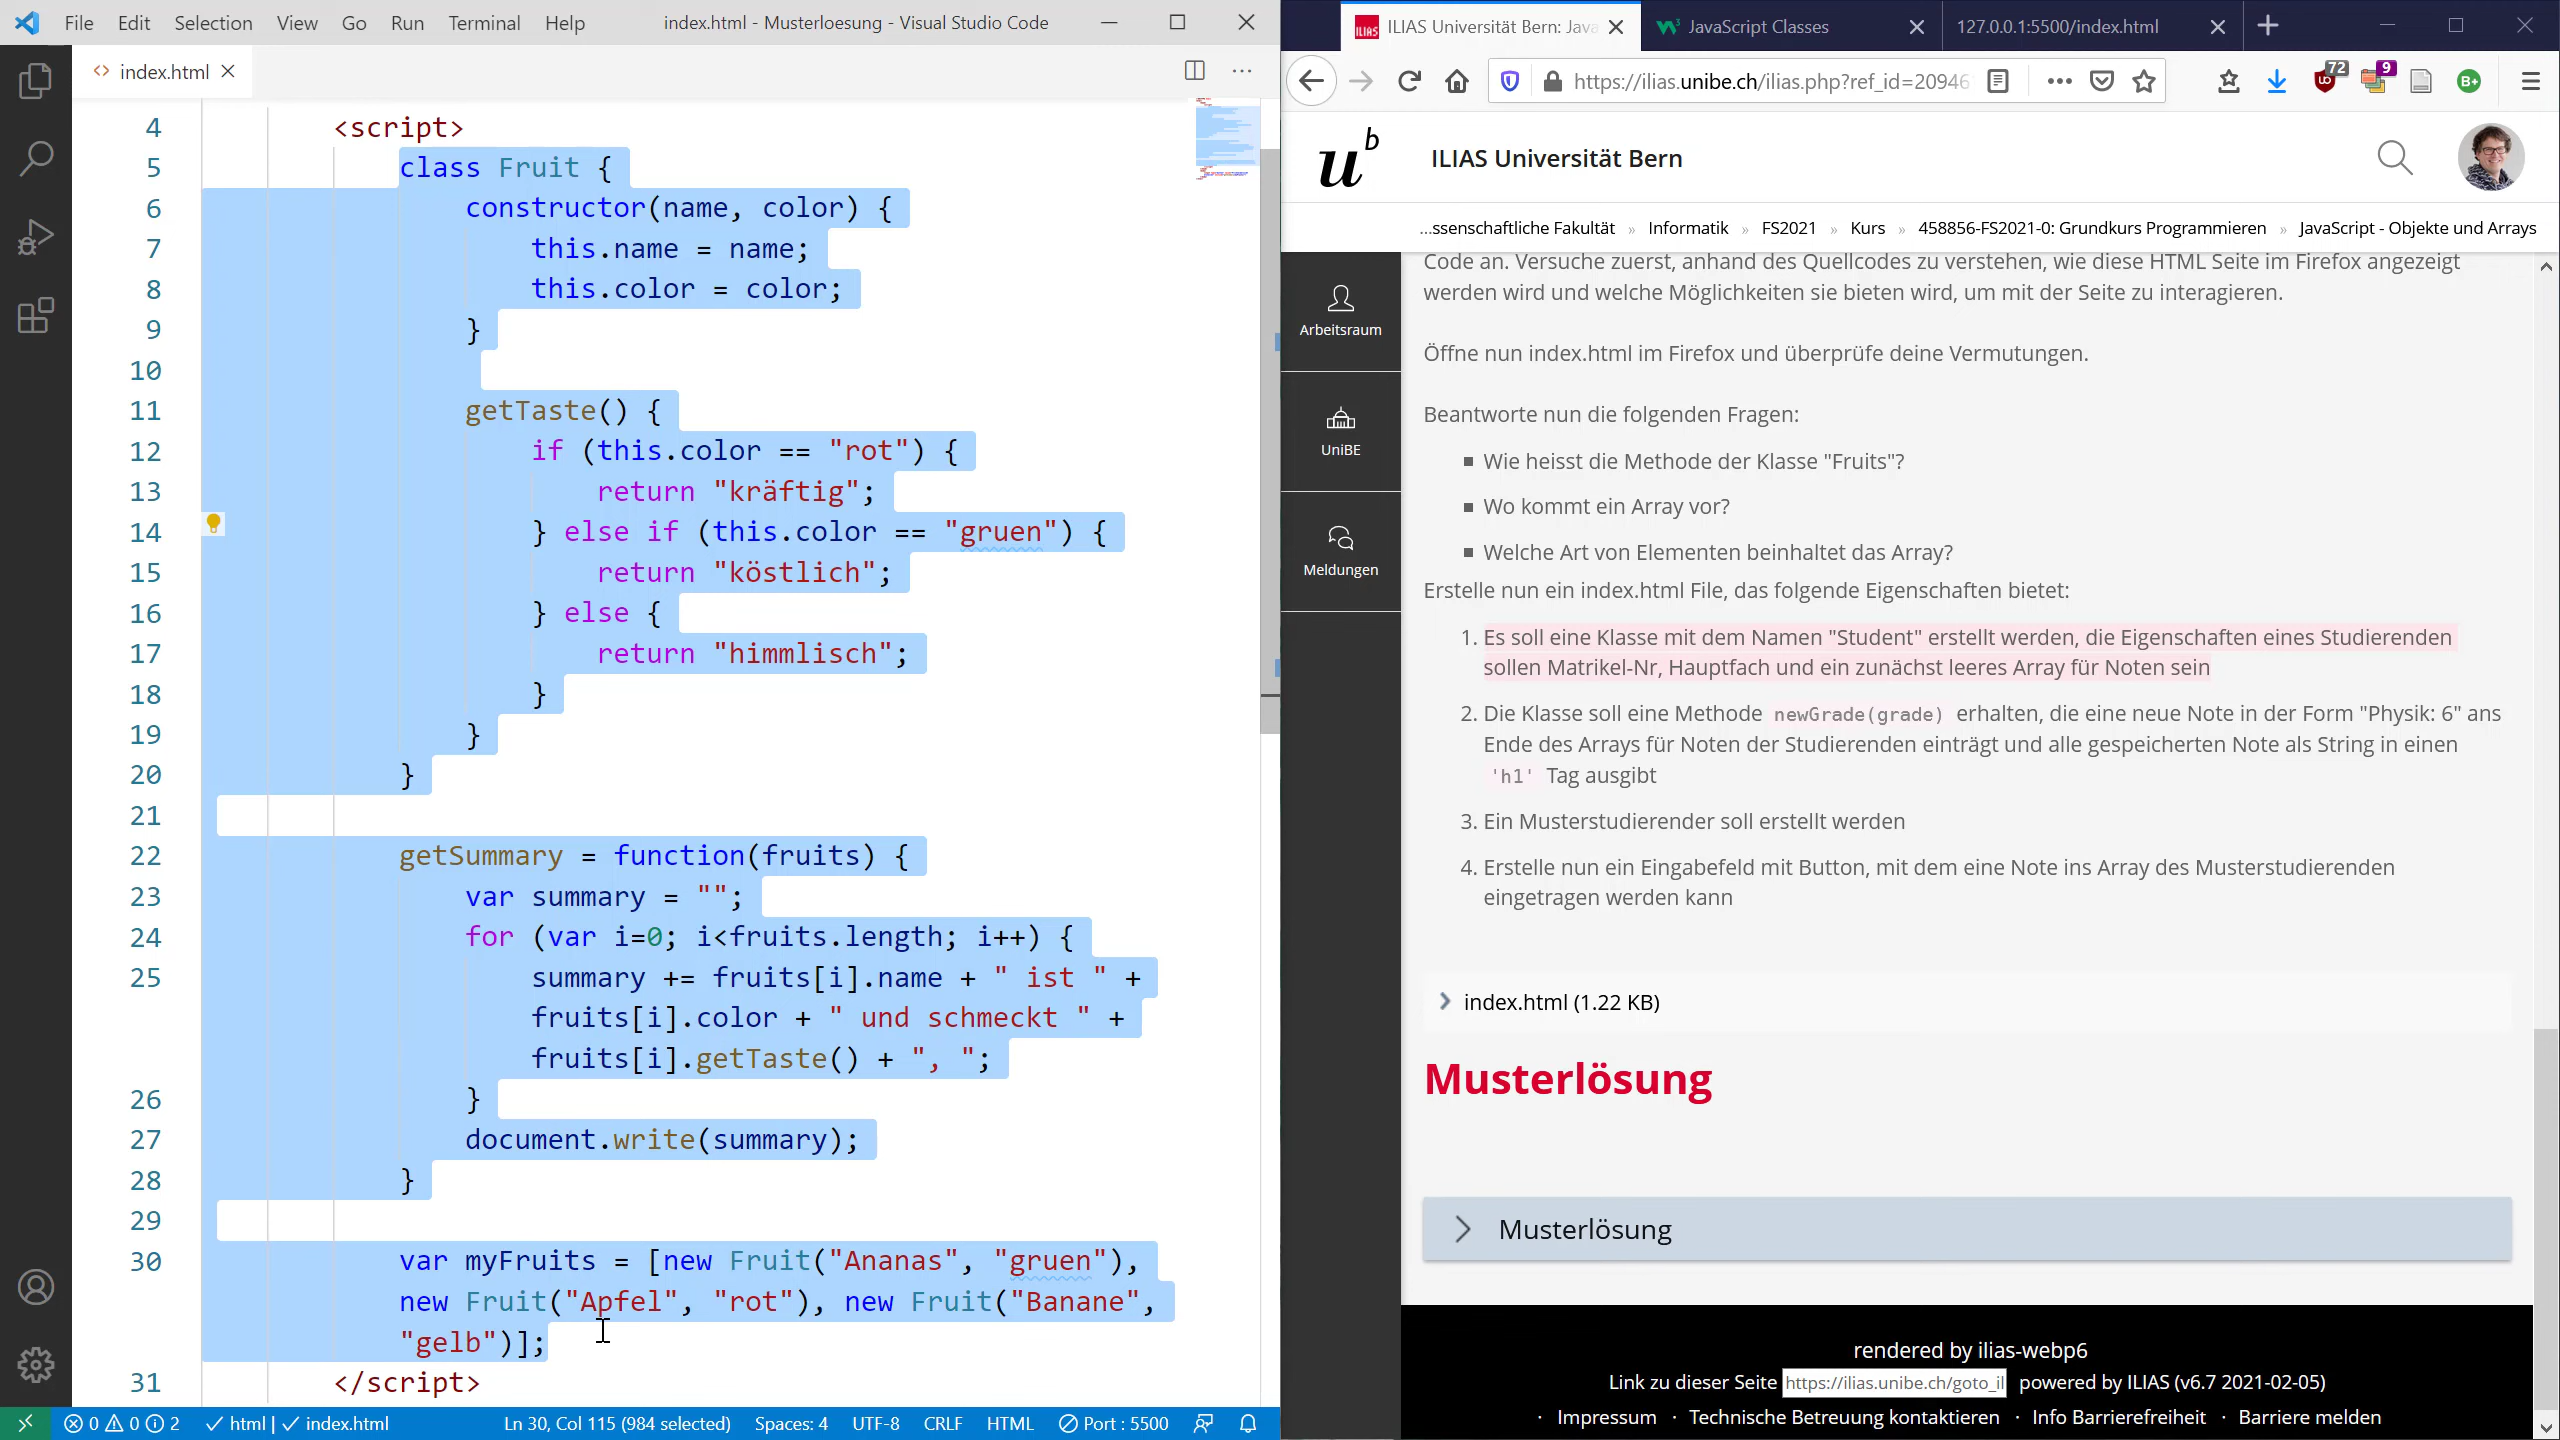 File Edit Selection View Go Run Terminal Help index.html - Musterloesung - Visual Studio Code
index.html
4 <script>
5 class Fruit {
6 constructor(name, color) {
7 this.name = name;
8 this.color = color;
9 }
10
11 getTaste() {
12 if (this.color == "rot") {
13 return "kräftig";
14 } else if (this.color == "gruen") {
15 return "köstlich";
16 } else {
17 return "himmlisch";
18 }
19 }
20 }
21
22 getSummary = function(fruits) {
23 var summary = "";
24 for (var i=0; i<fruits.length; i++) {
25 summary += fruits[i].name + " ist " +
fruits[i].color + " und schmeckt " +
fruits[i].getTaste() + ", ";
26 }
27 document.write(summary);
28 }
29
30 var myFruits = [new Fruit("Ananas", "gruen"),
new Fruit("Apfel", "rot"), new Fruit("Banane",
"gelb")];
31 </script>
0 0 2 html | index.html Ln 30, Col 115 (984 selected) Spaces: 4 UTF-8 CRLF HTML Port : 5500
ILIAS Universität Bern: Java JavaScript Classes 127.0.0.1:5500/index.html
https://ilias.unibe.ch/ilias.php?ref_id=20946 72 9 B+
u b ILIAS Universität Bern
...ssenschaftliche Fakultät » Informatik » FS2021 » Kurs » 458856-FS2021-0: Grundkurs Programmieren » JavaScript - Objekte und Arrays
Arbeitsraum
UniBE
Meldungen
Code an. Versuche zuerst, anhand des Quellcodes zu verstehen, wie diese HTML Seite im Firefox angezeigt
werden wird und welche Möglichkeiten sie bieten wird, um mit der Seite zu interagieren.
Öffne nun index.html im Firefox und überprüfe deine Vermutungen.
Beantworte nun die folgenden Fragen:
Wie heisst die Methode der Klasse "Fruits"?
Wo kommt ein Array vor?
Welche Art von Elementen beinhaltet das Array?
Erstelle nun ein index.html File, das folgende Eigenschaften bietet:
1. Es soll eine Klasse mit dem Namen "Student" erstellt werden, die Eigenschaften eines Studierenden
sollen Matrikel-Nr, Hauptfach und ein zunächst leeres Array für Noten sein
2. Die Klasse soll eine Methode newGrade(grade) erhalten, die eine neue Note in der Form "Physik: 6" ans
Ende des Arrays für Noten der Studierenden einträgt und alle gespeicherten Note als String in einen
'h1' Tag ausgibt
3. Ein Musterstudierender soll erstellt werden
4. Erstelle nun ein Eingabefeld mit Button, mit dem eine Note ins Array des Musterstudierenden
eingetragen werden kann
index.html (1.22 KB)
Musterlösung
Musterlösung
rendered by ilias-webp6
Link zu dieser Seite https://ilias.unibe.ch/goto_il powered by ILIAS (v6.7 2021-02-05)
· Impressum · Technische Betreuung kontaktieren · Info Barrierefreiheit · Barriere melden